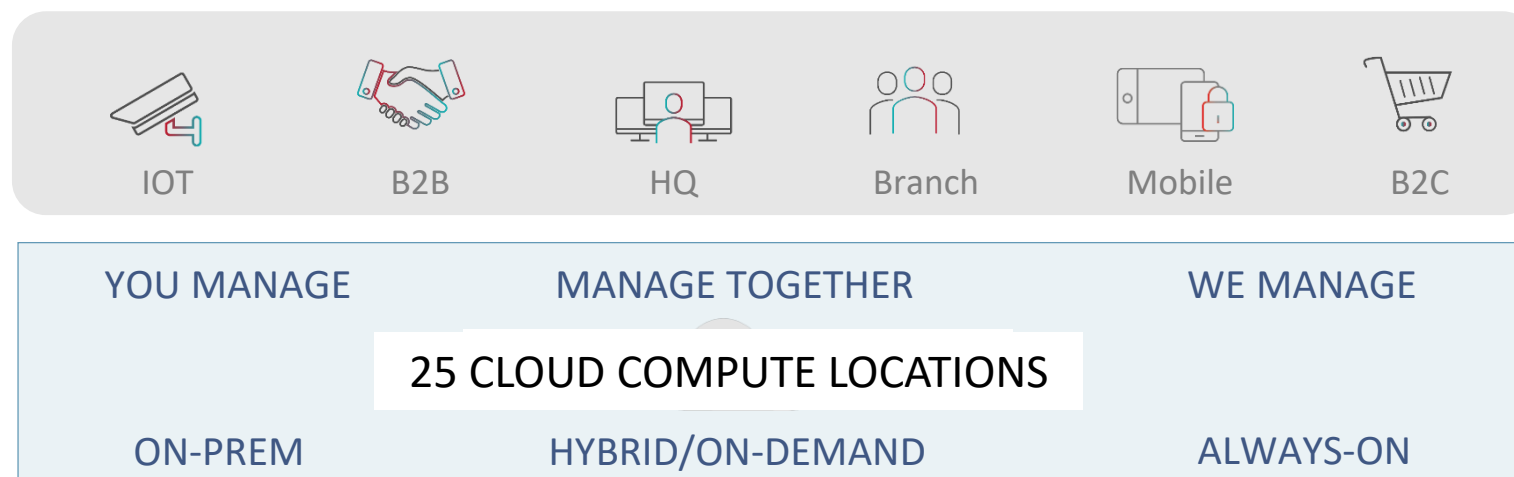 IOT B2B HQ Branch Mobile B2C
YOU MANAGE MANAGE TOGETHER WE MANAGE
25 CLOUD COMPUTE LOCATIONS
ON-PREM HYBRID/ON-DEMAND ALWAYS-ON